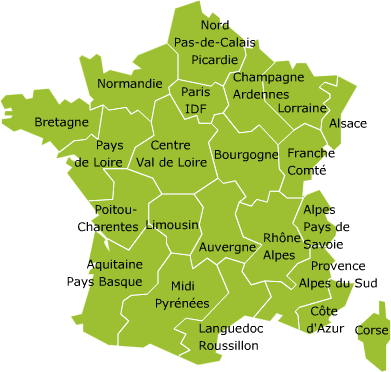 Nord
Pas-de-Calais
Picardie
Normandie
Paris
IDF
Champagne
Ardennes
Lorraine
Alsace
Bretagne
Pays
de Loire
Centre
Val de Loire
Bourgogne
Franche
Comté
Poitou-
Charentes
Limousin
Auvergne
Rhône
Alpes
Alpes
Pays de
Savoie
Aquitaine
Pays Basque
Midi
Pyrénées
Provence
Alpes du Sud
Languedoc
Roussillon
Côte
d'Azur
Corse